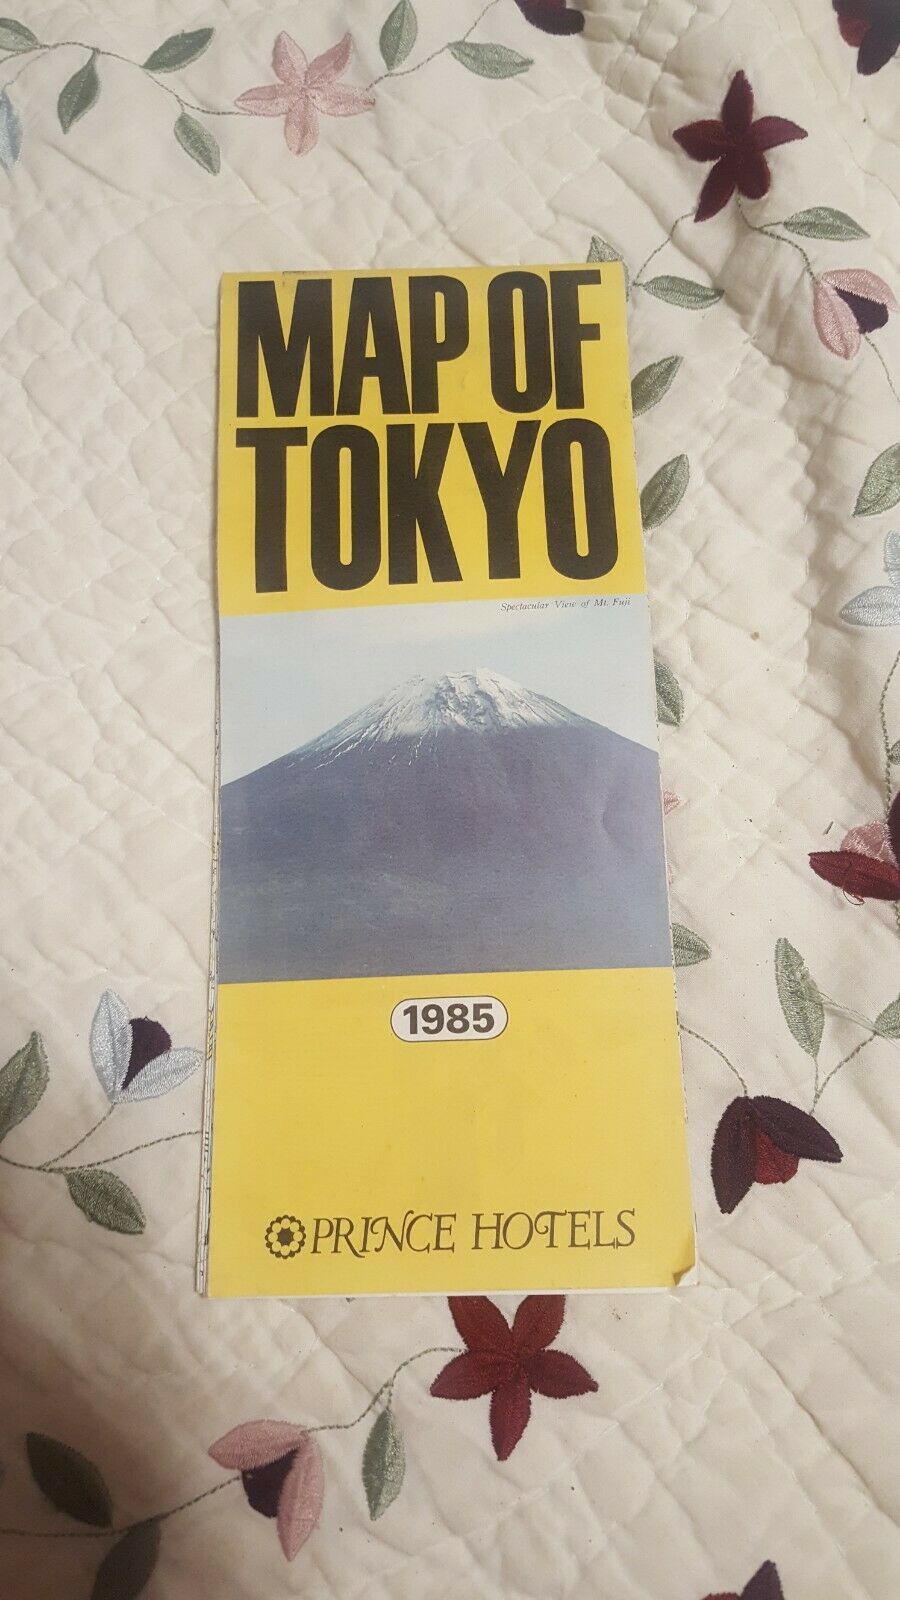 MAP OF
TOKYO
Spectacular View of Mt. Fuji
1985
PRINCE HOTELS